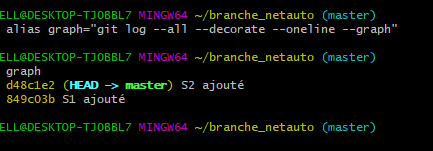 ELL@DESKTOP-TJOBBL7 MINGW64 ~/branche_netauto (master)
alias graph="git log --all --decorate --oneline --graph"
ELL@DESKTOP-TJOBBL7 MINGW64 ~/branche_netauto (master)
graph
d48c1e2 (HEAD -> master) S2 ajouté
849c03b S1 ajouté
ELL@DESKTOP-TJOBBL7 MINGW64 ~/branche_netauto (master)